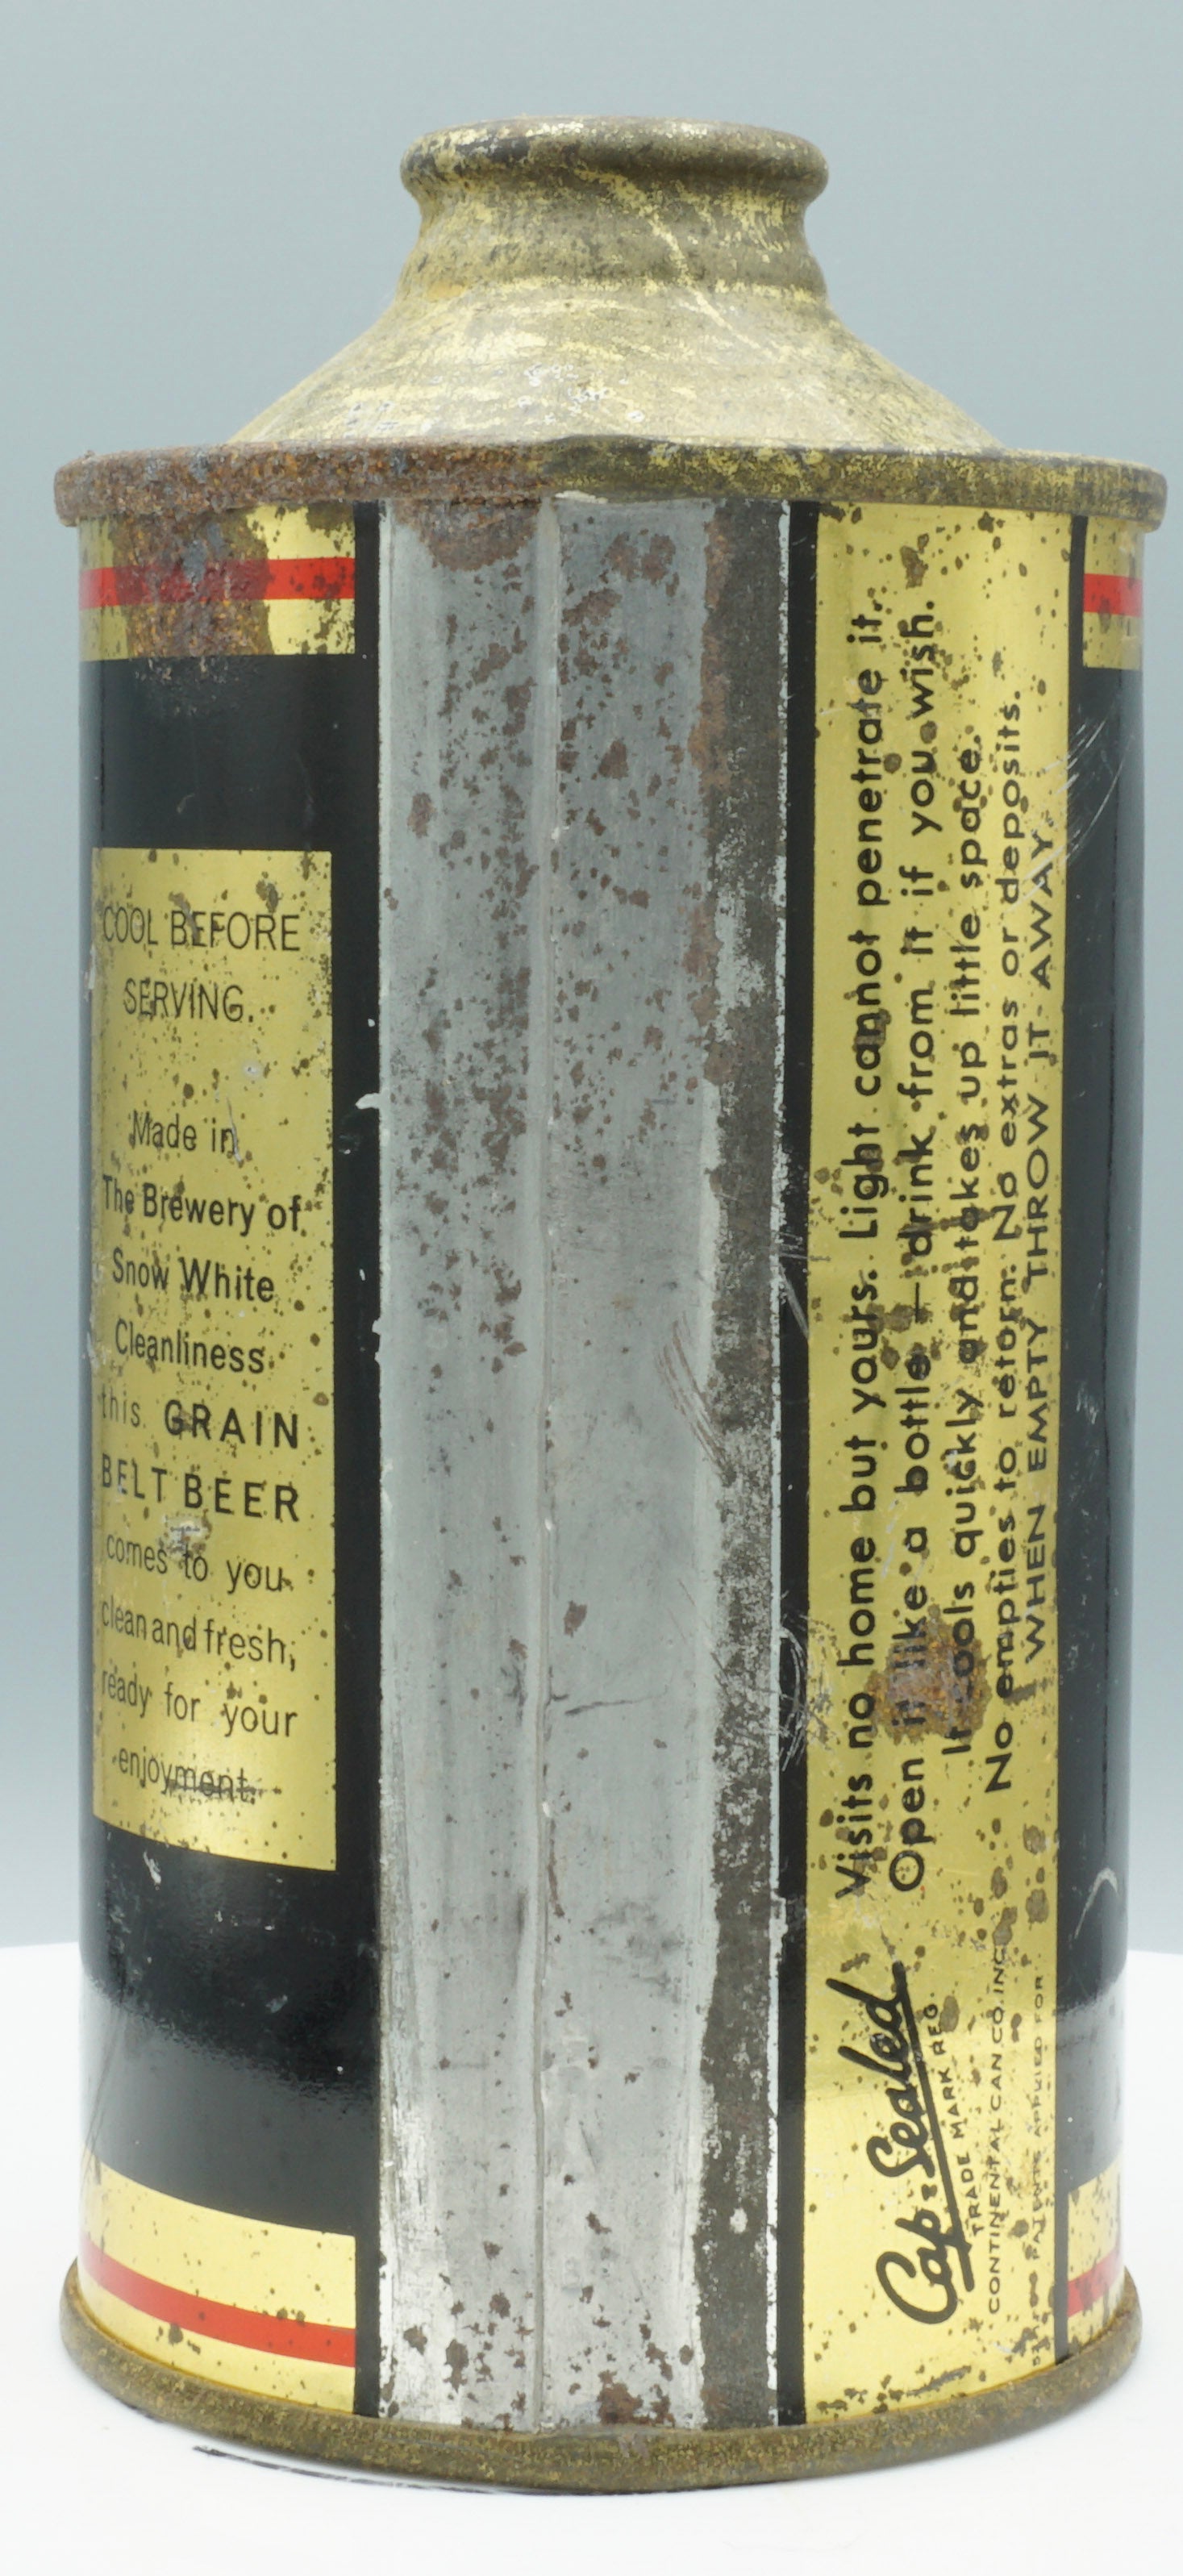 COOL BEFORE
SERVING.
Made in
The Brewery of
Snow White
Cleanliness
this GRAIN
BELT BEER
comes to you
clean and fresh,
ready for your
enjoyment.
Visits no home but yours. Light cannot penetrate it.
Open it like a bottle — drink from it if you wish.
It cools quickly and takes up little space.
No empties to return. No extras or deposits.
WHEN EMPTY THROW IT AWAY.
Cap-Sealed
TRADE MARK REG.
CONTINENTAL CAN CO. INC.
PATENTS APPLIED FOR